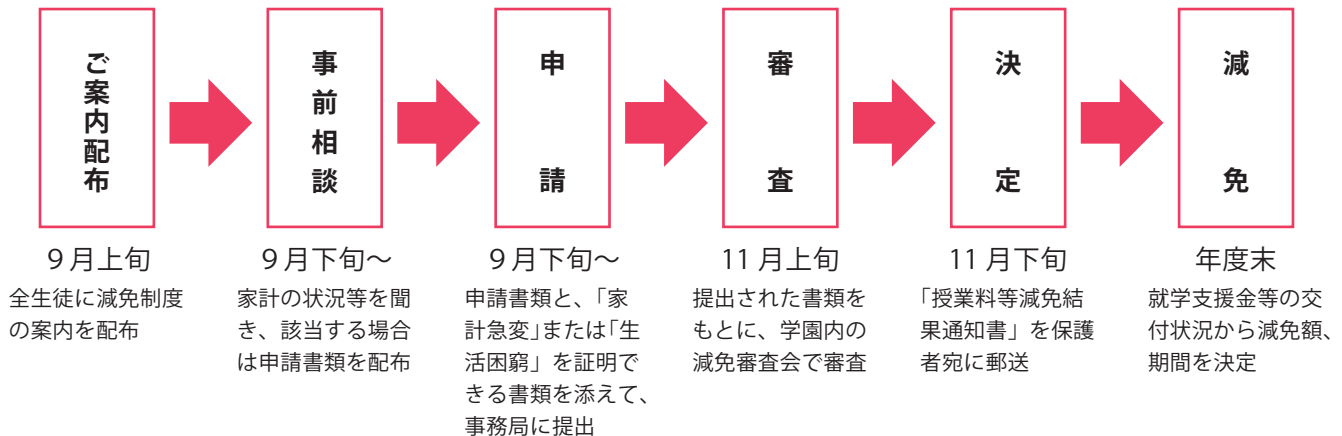 ご案内配布
事前相談
申請
審査
決定
減免
9月上旬
全生徒に減免制度
の案内を配布
9月下旬～
家計の状況等を聞
き、該当する場合
は申請書類を配布
9月下旬～
申請書類と、「家
計急変」または「生
活困窮」を証明で
きる書類を添えて、
事務局に提出
11月上旬
提出された書類を
もとに、学園内の
減免審査会で審査
11月下旬
「授業料等減免結
果通知書」を保護
者宛に郵送
年度末
就学支援金等の交
付状況から減免額、
期間を決定